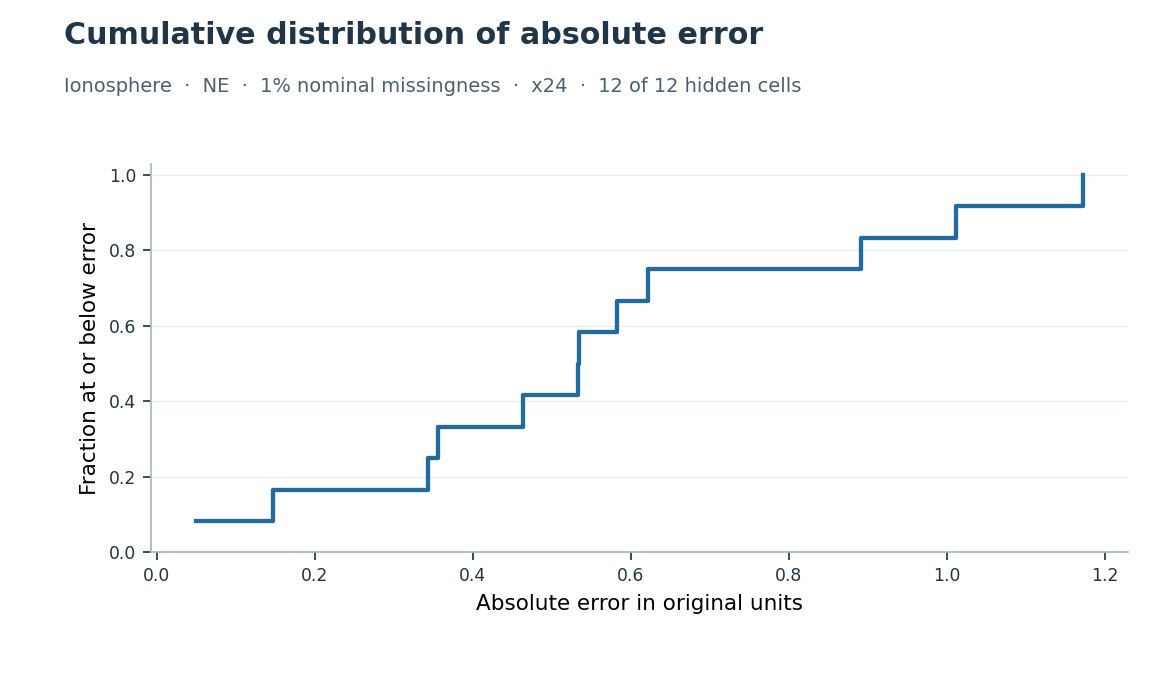 Cumulative distribution of absolute error
Ionosphere · NE · 1% nominal missingness · x24 · 12 of 12 hidden cells
Fraction at or below error
1.0
0.8
0.6
0.4
0.2
0.0
0.0 0.2 0.4 0.6 0.8 1.0 1.2
Absolute error in original units